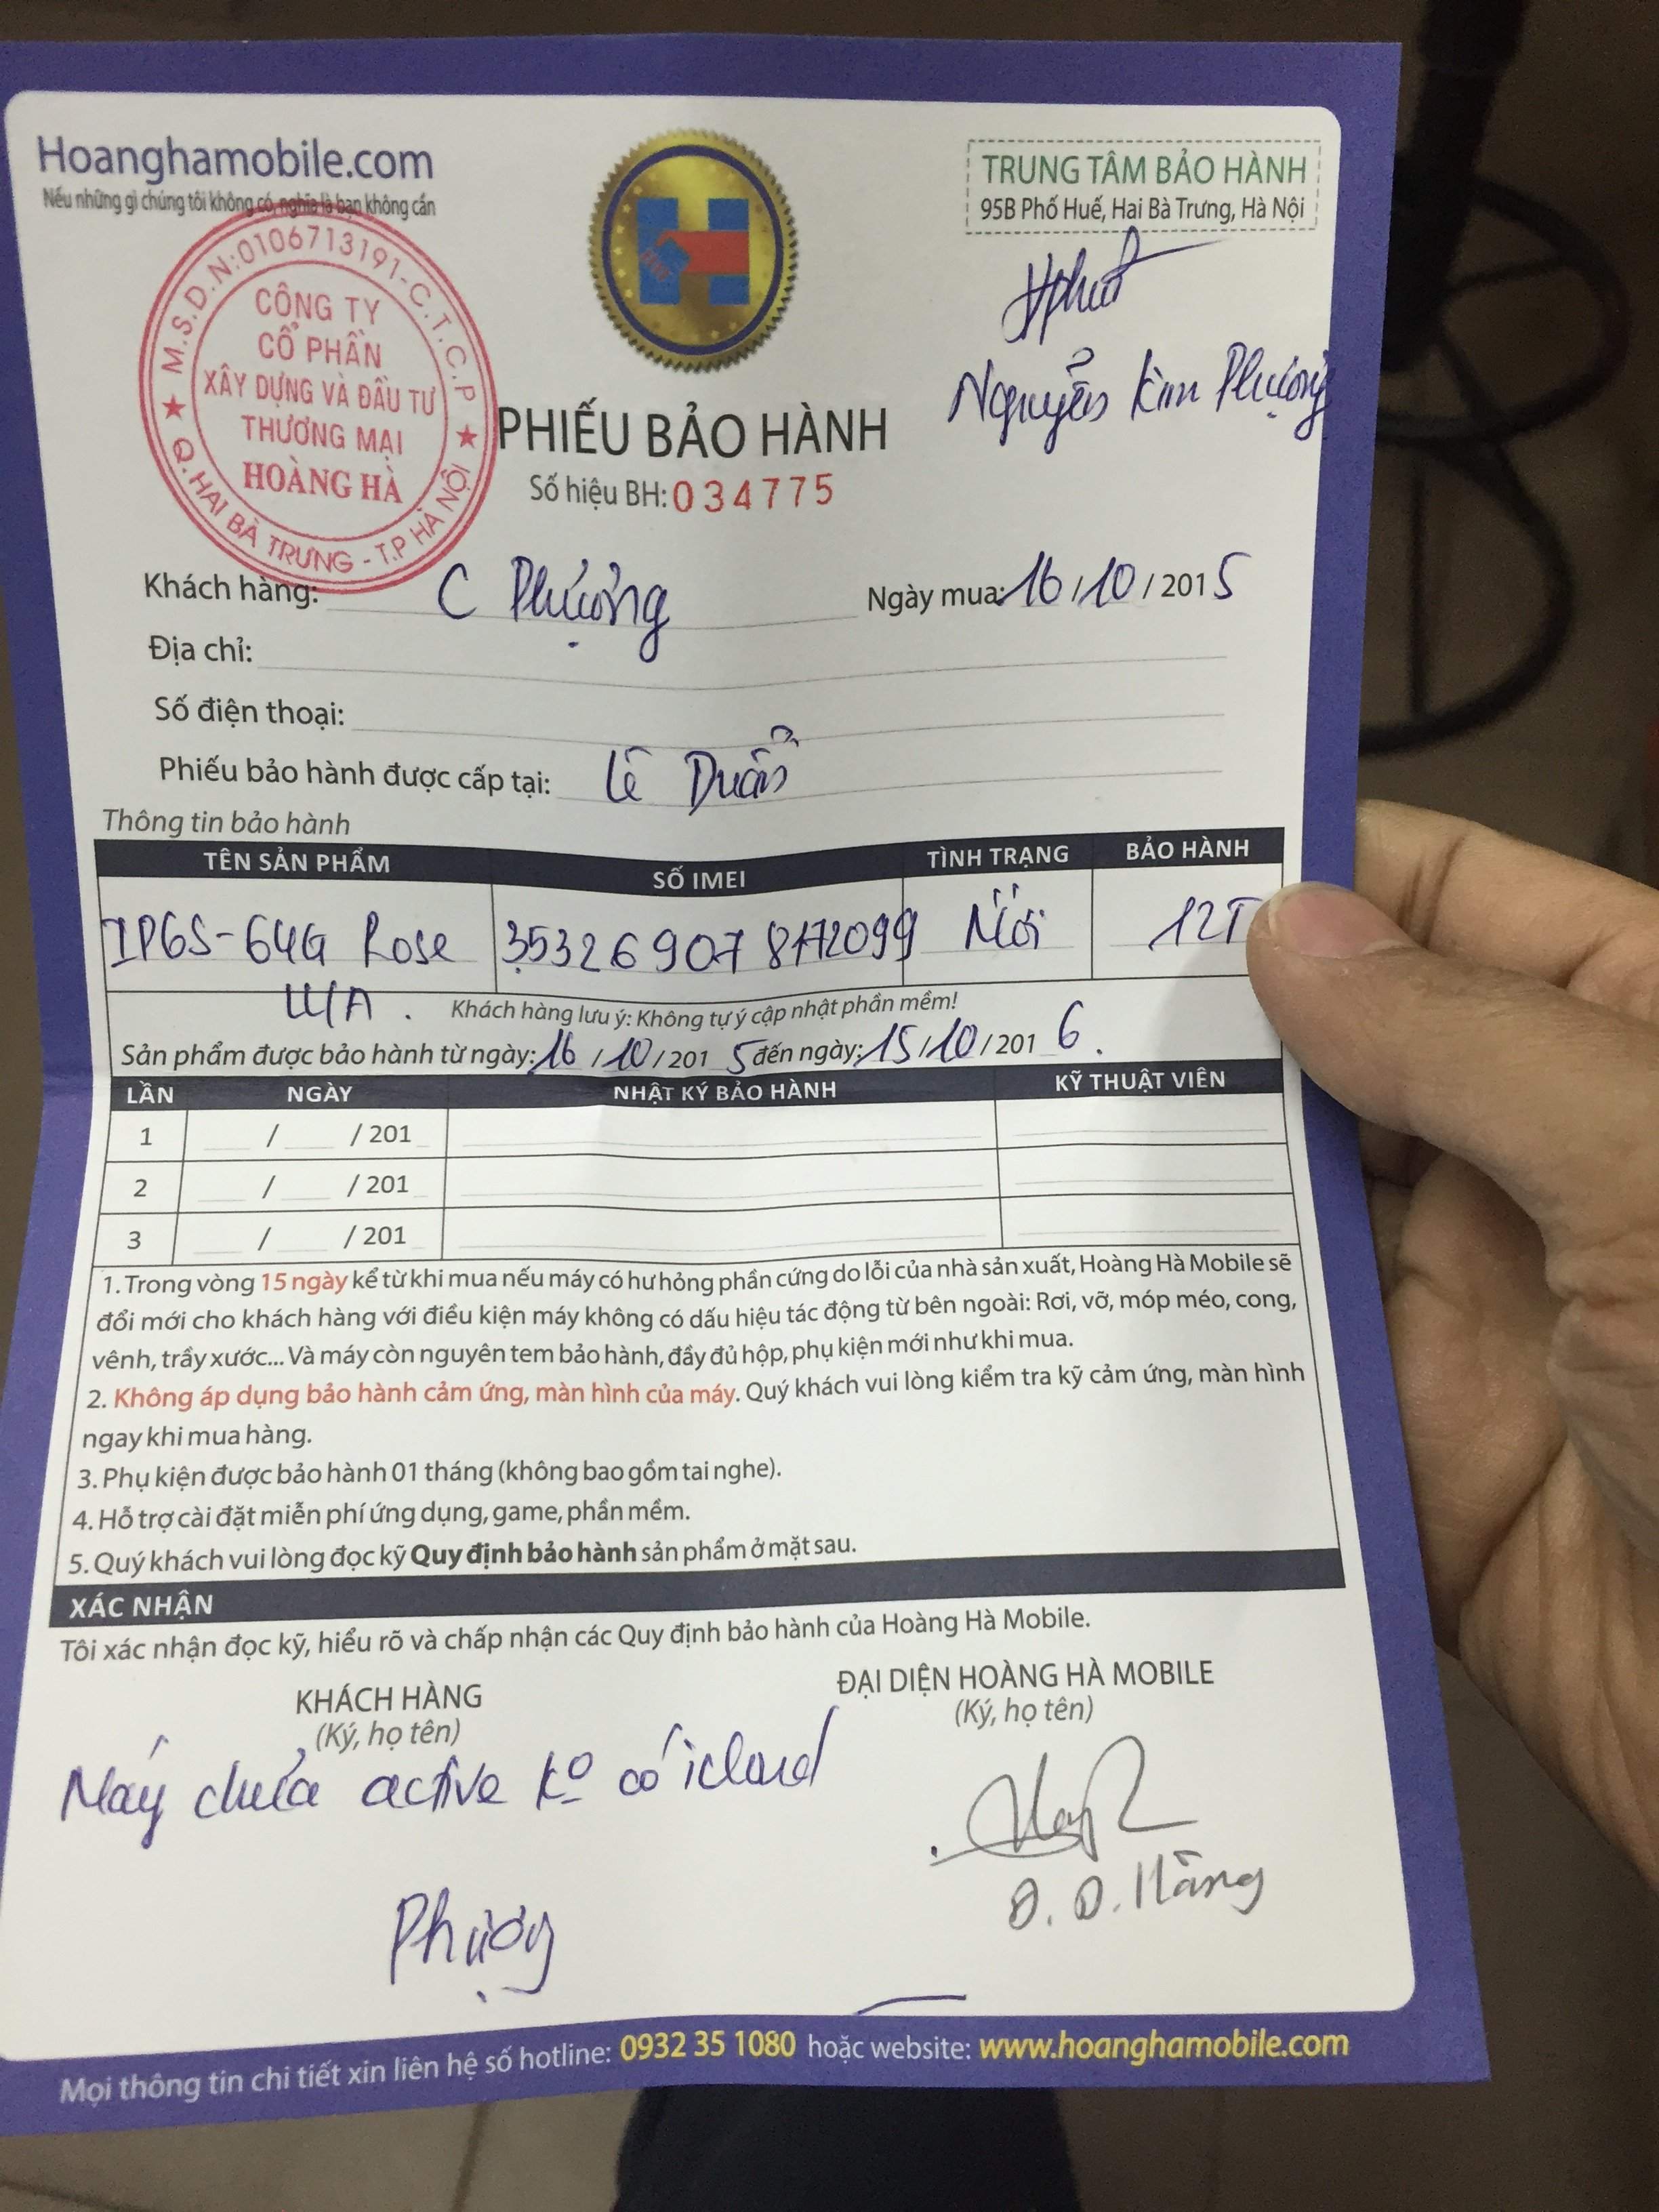 Hoanghamobile.com
Nếu những gì chúng tôi không có, nghĩa là bạn không cần
TRUNG TÂM BẢO HÀNH
95B Phố Huế, Hai Bà Trưng, Hà Nội
M.S.D.N:0106713191-C.T.C.P
CÔNG TY
CỔ PHẦN
XÂY DỰNG VÀ ĐẦU TƯ
THƯƠNG MẠI
HOÀNG HÀ
Q.HAI BÀ TRƯNG - T.P HÀ NỘI
Nguyễn Kim Phượng
PHIẾU BẢO HÀNH
Số hiệu BH: 034775
Khách hàng: C Phượng Ngày mua: 16/10/2015
Địa chỉ:
Số điện thoại:
Phiếu bảo hành được cấp tại: Lê Duẩn
Thông tin bảo hành
TÊN SẢN PHẨM SỐ IMEI TÌNH TRẠNG BẢO HÀNH
IP6S-64G Rose 353269078172099 Mới 12T
LL/A. Khách hàng lưu ý: Không tự ý cập nhật phần mềm!
Sản phẩm được bảo hành từ ngày: 16/10/2015 đến ngày: 15/10/2016.
LẦN NGÀY NHẬT KÝ BẢO HÀNH KỸ THUẬT VIÊN
1 / /201
2 / /201
3 / /201
1. Trong vòng 15 ngày kể từ khi mua nếu máy có hư hỏng phần cứng do lỗi của nhà sản xuất, Hoàng Hà Mobile sẽ
đổi mới cho khách hàng với điều kiện máy không có dấu hiệu tác động từ bên ngoài: Rơi, vỡ, móp méo, cong,
vênh, trầy xước... Và máy còn nguyên tem bảo hành, đầy đủ hộp, phụ kiện mới như khi mua.
2. Không áp dụng bảo hành cảm ứng, màn hình của máy. Quý khách vui lòng kiểm tra kỹ cảm ứng, màn hình
ngay khi mua hàng.
3. Phụ kiện được bảo hành 01 tháng (không bao gồm tai nghe).
4. Hỗ trợ cài đặt miễn phí ứng dụng, game, phần mềm.
5. Quý khách vui lòng đọc kỹ Quy định bảo hành sản phẩm ở mặt sau.
XÁC NHẬN
Tôi xác nhận đọc kỹ, hiểu rõ và chấp nhận các Quy định bảo hành của Hoàng Hà Mobile.
KHÁCH HÀNG ĐẠI DIỆN HOÀNG HÀ MOBILE
(Ký, họ tên) (Ký, họ tên)
Máy chưa active ko có icloud
Đ. Đ. Hằng
Phượng
Mọi thông tin chi tiết xin liên hệ số hotline: 0932 35 1080 hoặc website: www.hoanghamobile.com